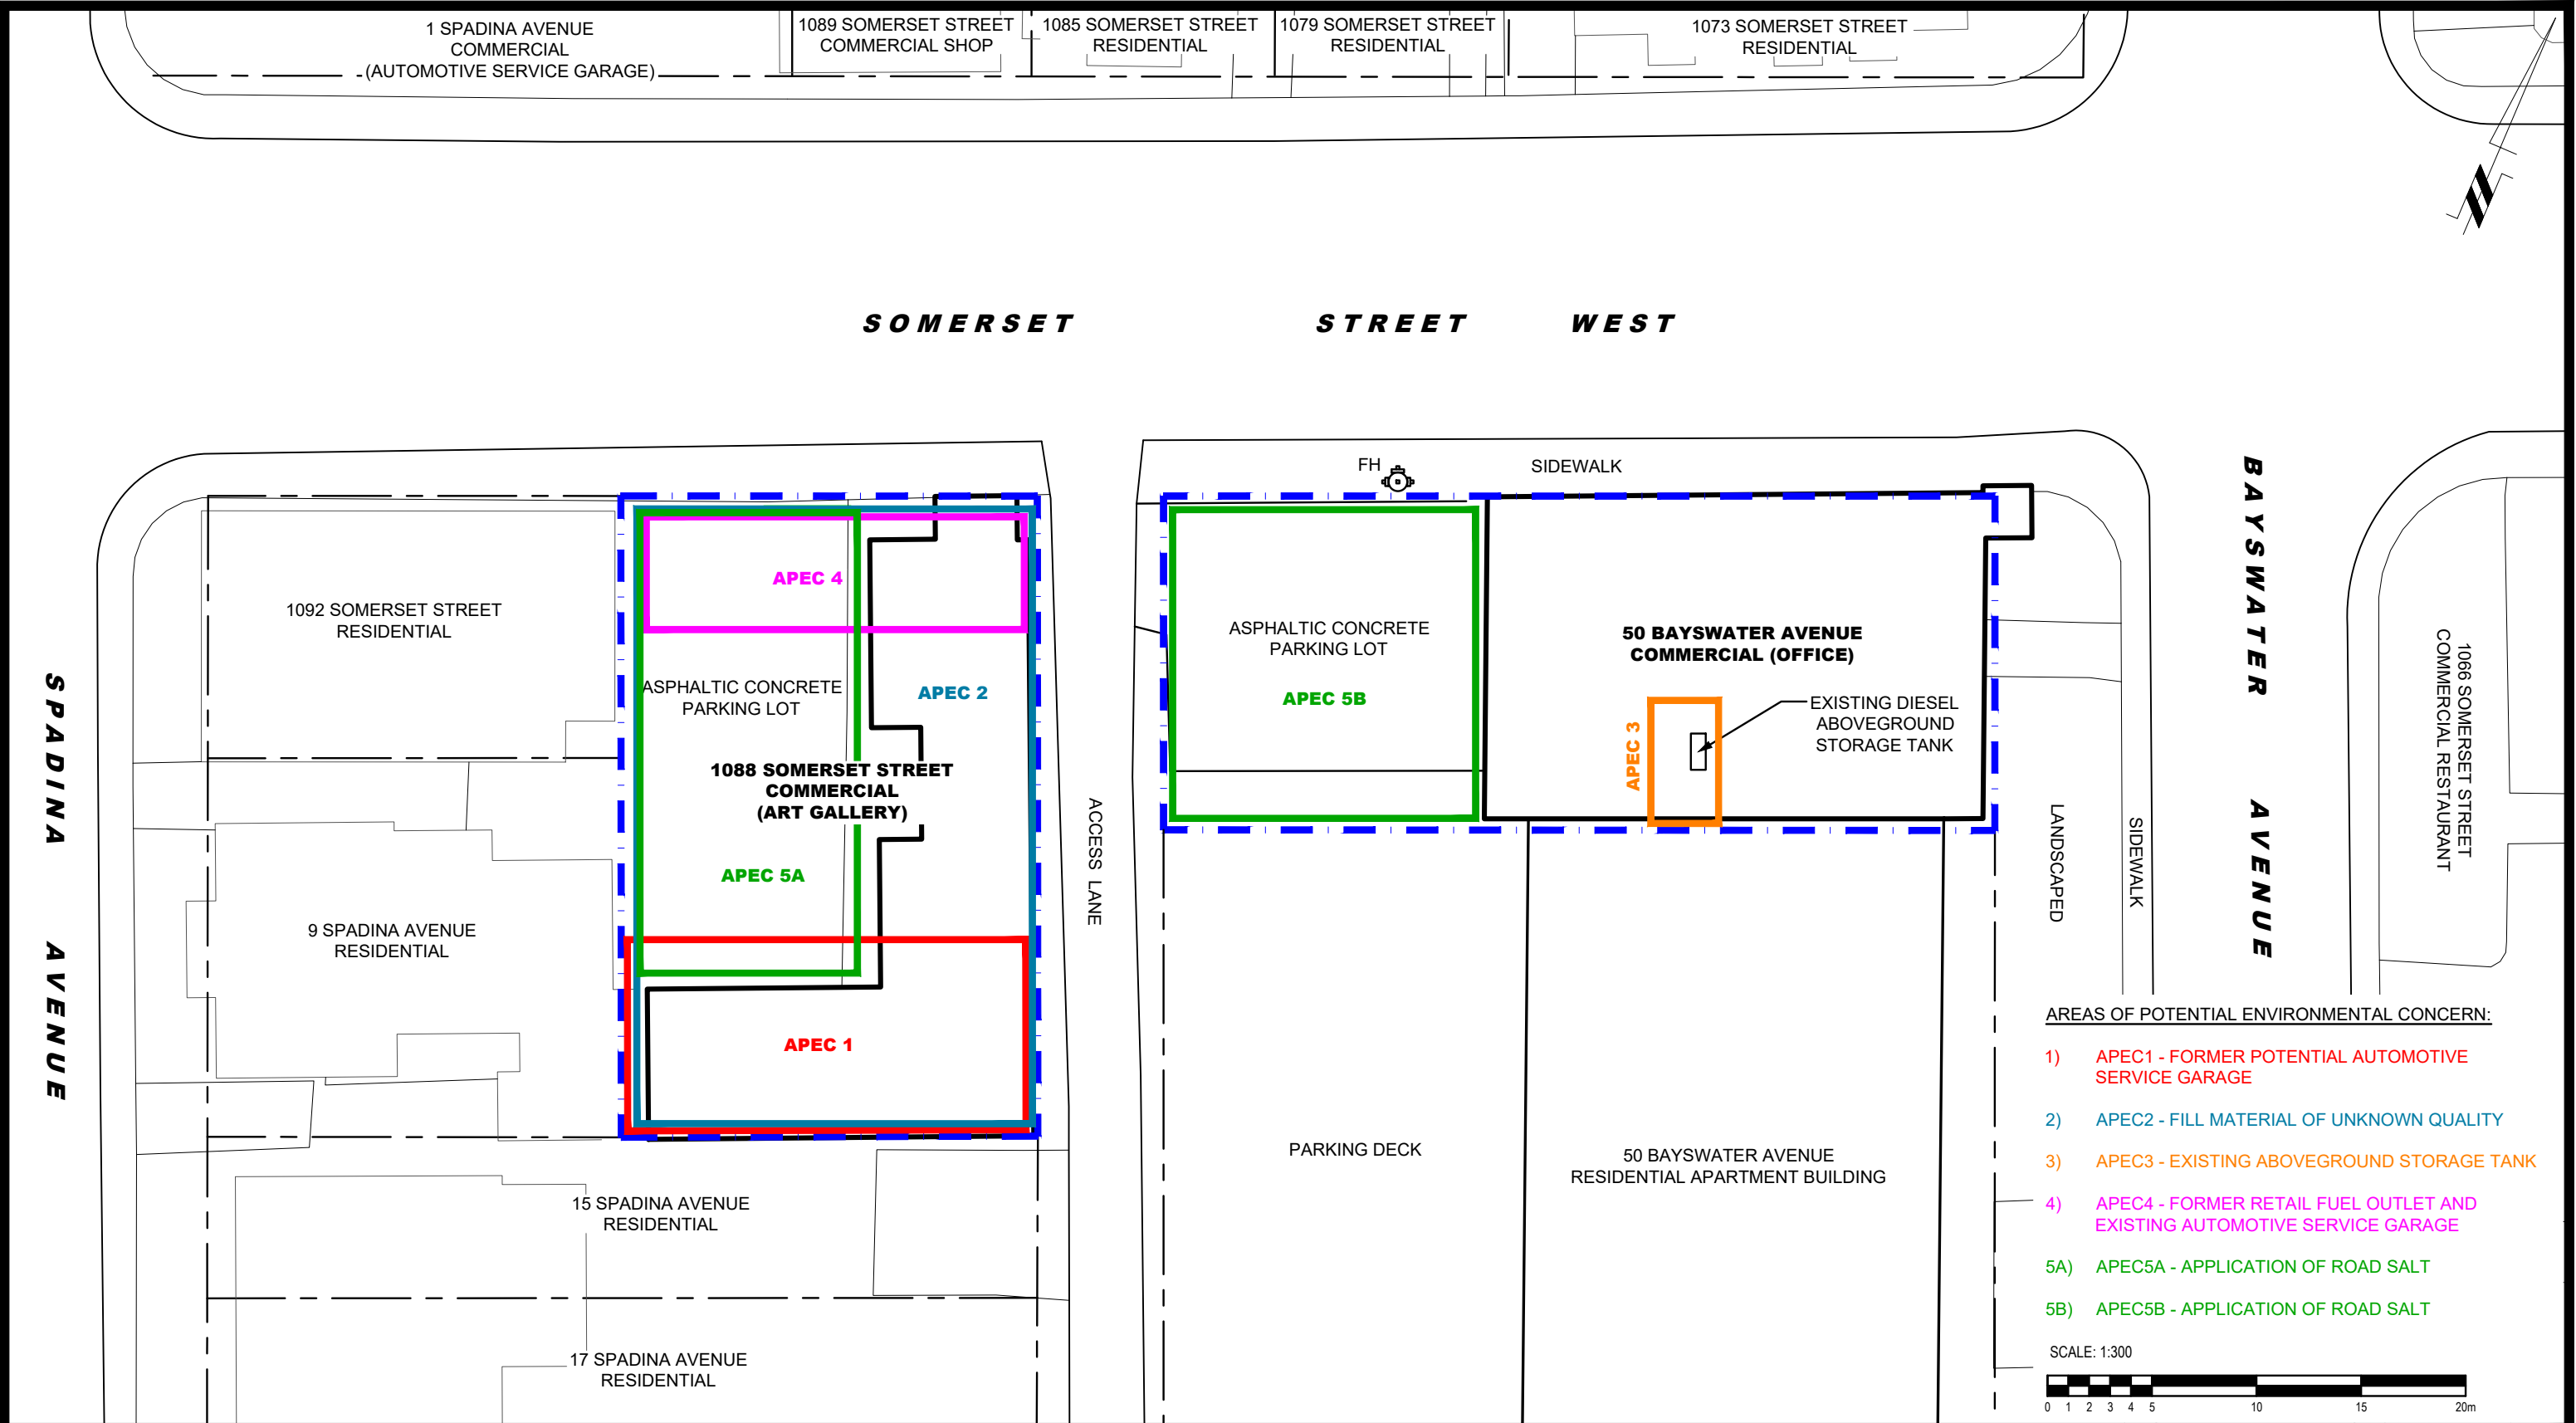 1 SPADINA AVENUE
COMMERCIAL
(AUTOMOTIVE SERVICE GARAGE)
1089 SOMERSET STREET
COMMERCIAL SHOP
1085 SOMERSET STREET
RESIDENTIAL
1079 SOMERSET STREET
RESIDENTIAL
1073 SOMERSET STREET
RESIDENTIAL
SOMERSET STREET WEST
FH
SIDEWALK
1092 SOMERSET STREET
RESIDENTIAL
APEC 4
ASPHALTIC CONCRETE
PARKING LOT
APEC 2
1088 SOMERSET STREET
COMMERCIAL
(ART GALLERY)
APEC 5A
APEC 1
ASPHALTIC CONCRETE
PARKING LOT
APEC 5B
50 BAYSWATER AVENUE
COMMERCIAL (OFFICE)
EXISTING DIESEL
ABOVEGROUND
STORAGE TANK
APEC 3
SPADINA AVENUE
9 SPADINA AVENUE
RESIDENTIAL
ACCESS LANE
LANDSCAPED
SIDEWALK
BAYSWATER AVENUE
1066 SOMERSET STREET
COMMERCIAL RESTAURANT
15 SPADINA AVENUE
RESIDENTIAL
17 SPADINA AVENUE
RESIDENTIAL
PARKING DECK
50 BAYSWATER AVENUE
RESIDENTIAL APARTMENT BUILDING
AREAS OF POTENTIAL ENVIRONMENTAL CONCERN:
1) APEC1 - FORMER POTENTIAL AUTOMOTIVE
SERVICE GARAGE
2) APEC2 - FILL MATERIAL OF UNKNOWN QUALITY
3) APEC3 - EXISTING ABOVEGROUND STORAGE TANK
4) APEC4 - FORMER RETAIL FUEL OUTLET AND
EXISTING AUTOMOTIVE SERVICE GARAGE
5A) APEC5A - APPLICATION OF ROAD SALT
5B) APEC5B - APPLICATION OF ROAD SALT
SCALE: 1:300
0 1 2 3 4 5 10 15 20m